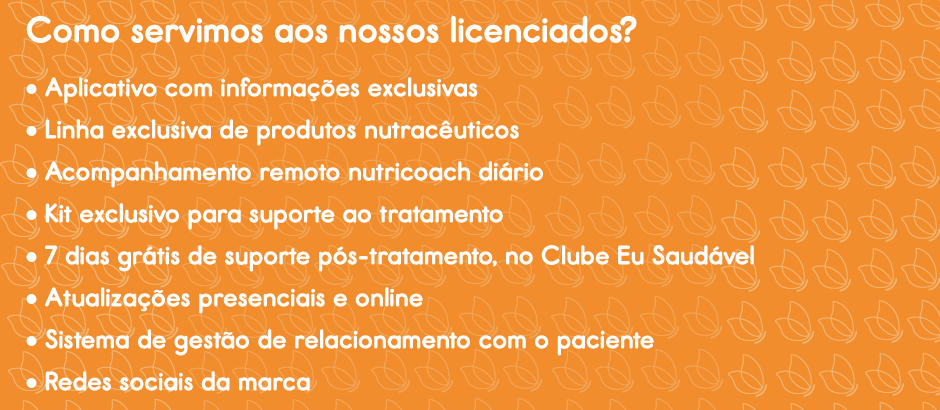 Como servimos aos nossos licenciados?
• Aplicativo com informações exclusivas
• Linha exclusiva de produtos nutracêuticos
• Acompanhamento remoto nutricoach diário
• Kit exclusivo para suporte ao tratamento
• 7 dias grátis de suporte pós-tratamento, no Clube Eu Saudável
• Atualizações presenciais e online
• Sistema de gestão de relacionamento com o paciente
• Redes sociais da marca